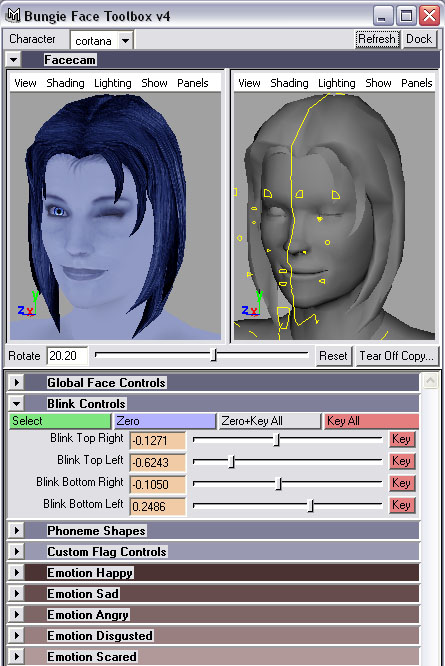 Bungie Face Toolbox v4
Character cortana Refresh Dock
Facecam
View Shading Lighting Show Panels View Shading Lighting Show Panels
y y
z x z x
Rotate 20.20 Reset Tear Off Copy...
Global Face Controls
Blink Controls
Select Zero Zero+Key All Key All
Blink Top Right -0.1271 Key
Blink Top Left -0.6243 Key
Blink Bottom Right -0.1050 Key
Blink Bottom Left 0.2486 Key
Phoneme Shapes
Custom Flag Controls
Emotion Happy
Emotion Sad
Emotion Angry
Emotion Disgusted
Emotion Scared